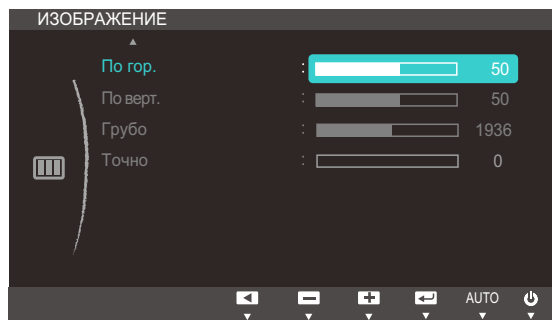 ИЗОБРАЖЕНИЕ
По гор. : 50
По верт. : 50
Грубо : 1936
Точно : 0
AUTO